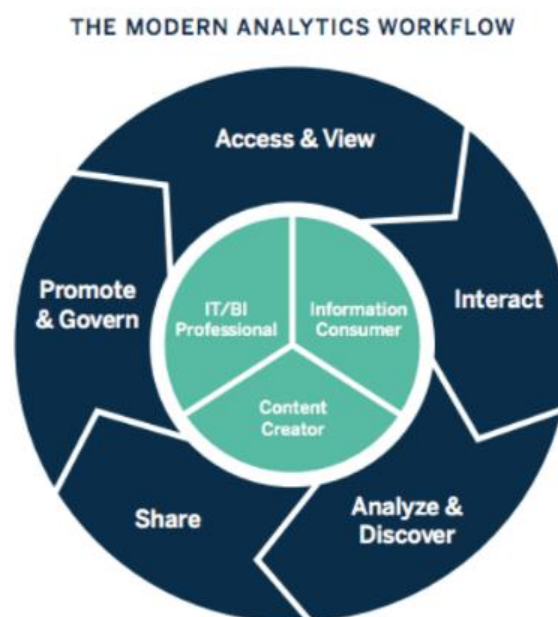 THE MODERN ANALYTICS WORKFLOW
Access & View
Interact
Analyze &
Discover
Share
Promote
& Govern
IT/BI
Professional
Information
Consumer
Content
Creator